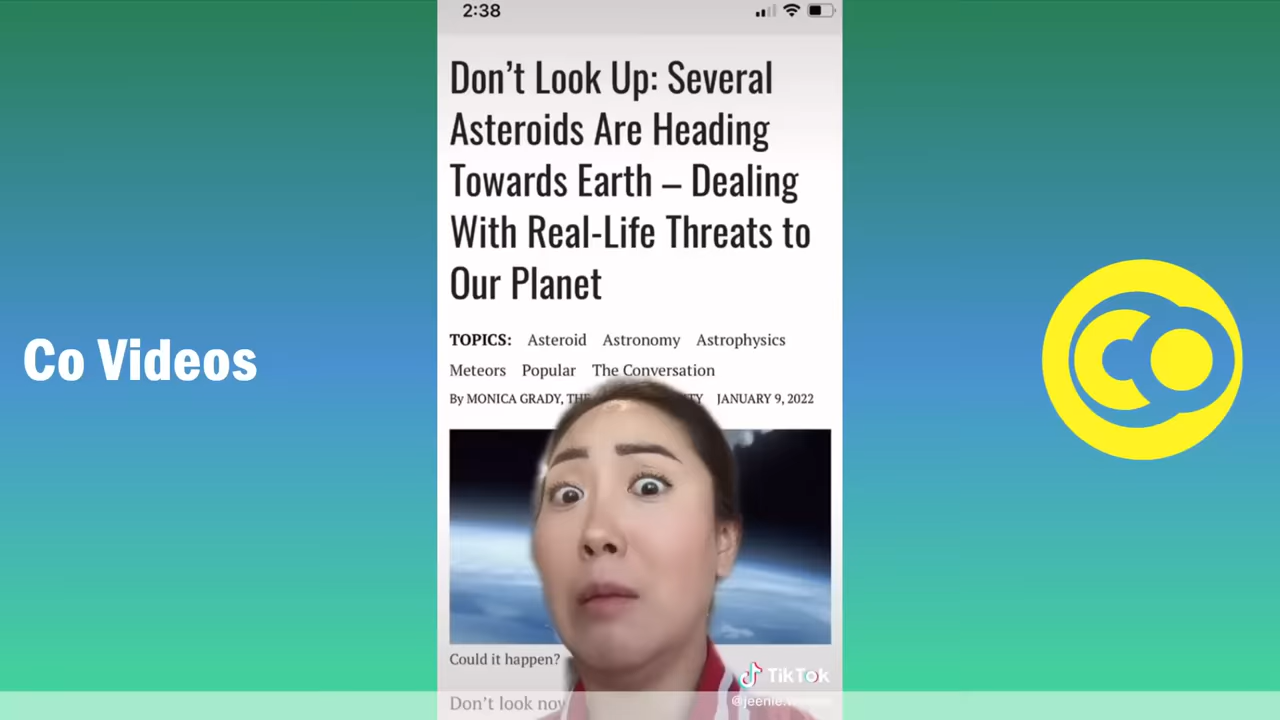 2:38
Don't Look Up: Several
Asteroids Are Heading
Towards Earth – Dealing
With Real-Life Threats to
Our Planet
TOPICS: Asteroid Astronomy Astrophysics
Meteors Popular The Conversation
By MONICA GRADY, JANUARY 9, 2022
Co Videos
CO
Could it happen?
TikTok
Don't look